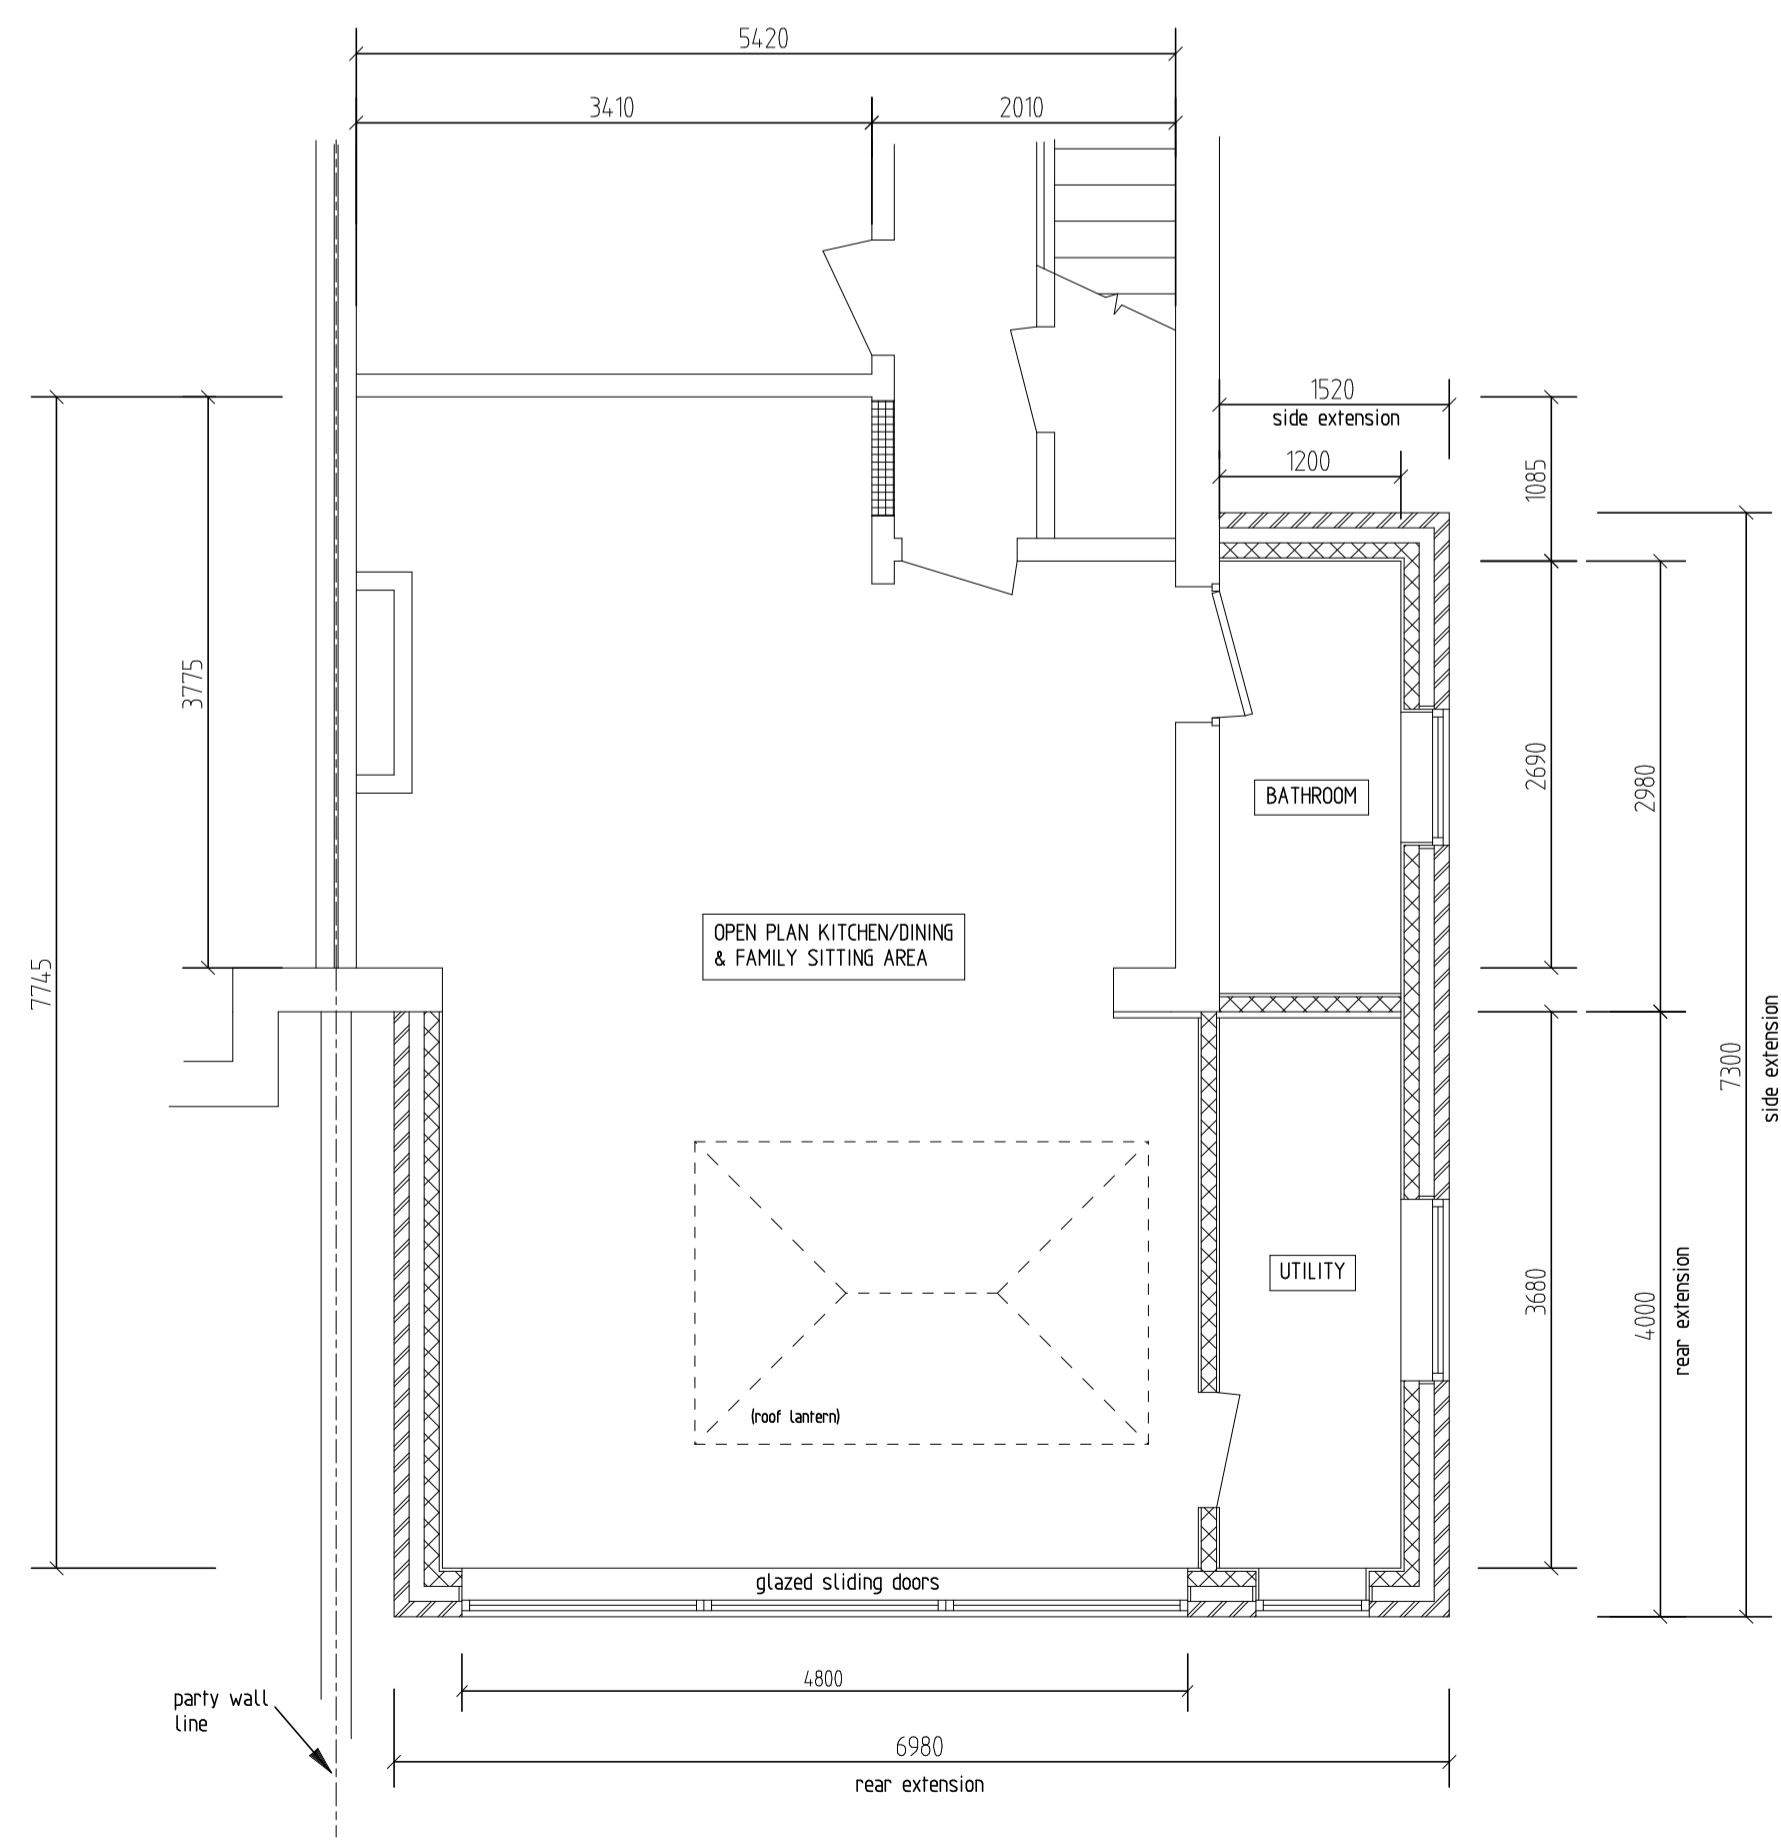 5420
3410
2010
1520
side extension
1200
1085
3775
2690
2980
BATHROOM
OPEN PLAN KITCHEN/DINING
& FAMILY SITTING AREA
7745
7300
side extension
UTILITY
3680
4000
rear extension
(roof lantern)
glazed sliding doors
4800
party wall
line
6980
rear extension